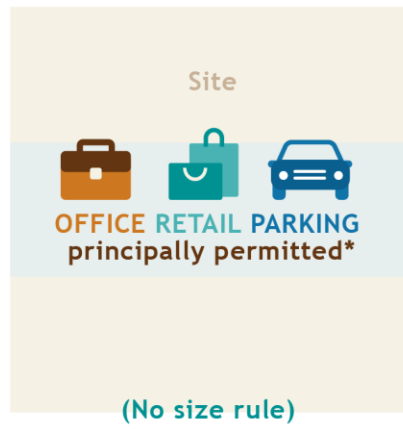 Site
OFFICE RETAIL PARKING
principally permitted*
(No size rule)